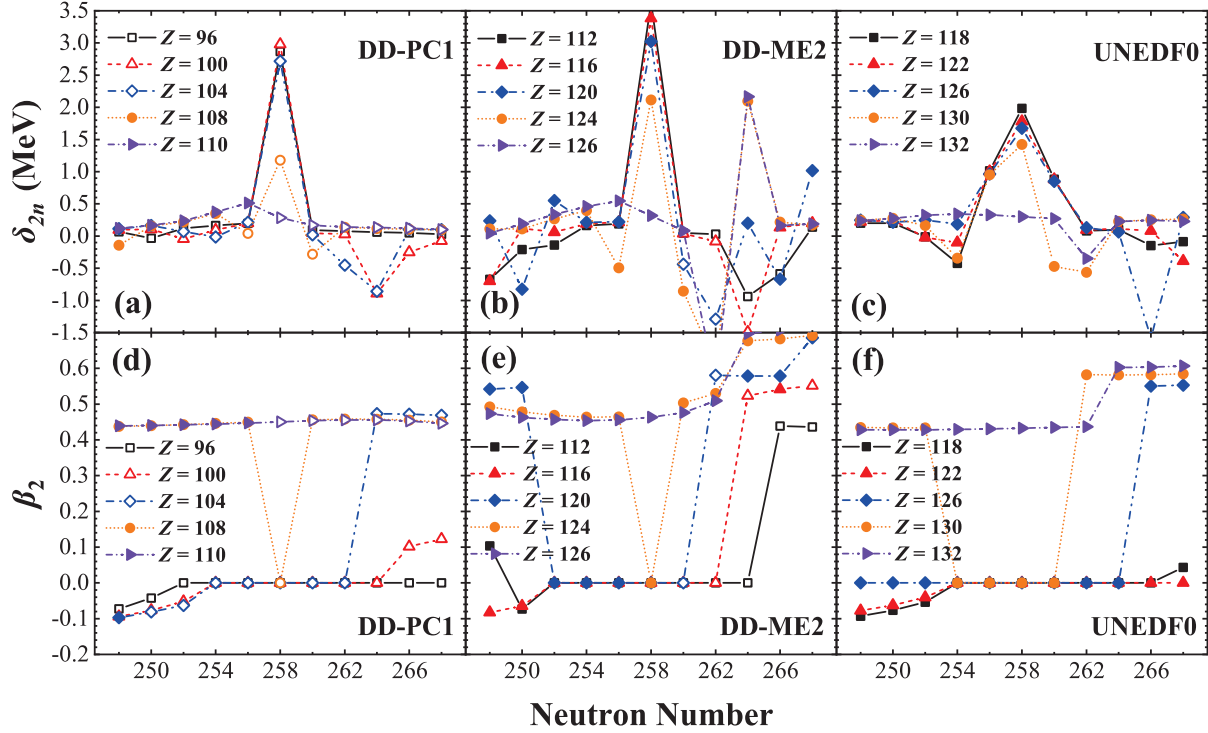 3.5
3.0
2.5
2.0
1.5
1.0
0.5
0.0
-0.5
-1.0
-1.5
δ2n (MeV)
Z = 96
Z = 100
Z = 104
Z = 108
Z = 110
DD-PC1
(a)
Z = 112
Z = 116
Z = 120
Z = 124
Z = 126
DD-ME2
(b)
Z = 118
Z = 122
Z = 126
Z = 130
Z = 132
UNEDF0
(c)
0.6
0.5
0.4
0.3
0.2
0.1
0.0
-0.1
-0.2
β2
(d)
Z = 96
Z = 100
Z = 104
Z = 108
Z = 110
DD-PC1
(e)
Z = 112
Z = 116
Z = 120
Z = 124
Z = 126
DD-ME2
(f)
Z = 118
Z = 122
Z = 126
Z = 130
Z = 132
UNEDF0
250 254 258 262 266 250 254 258 262 266 250 254 258 262 266
Neutron Number